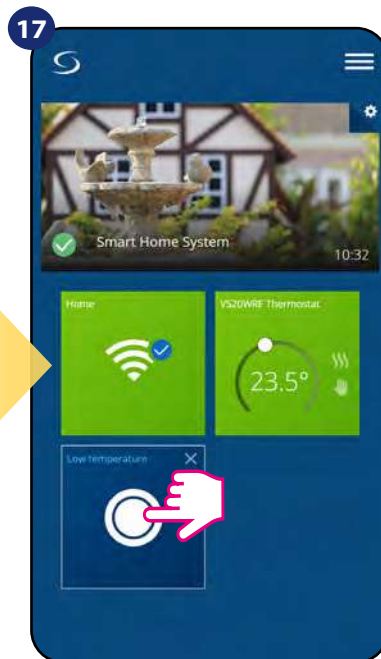 17
Smart Home System
10:32
Home
VS20WRF Thermostat
23.5°
Low temperature